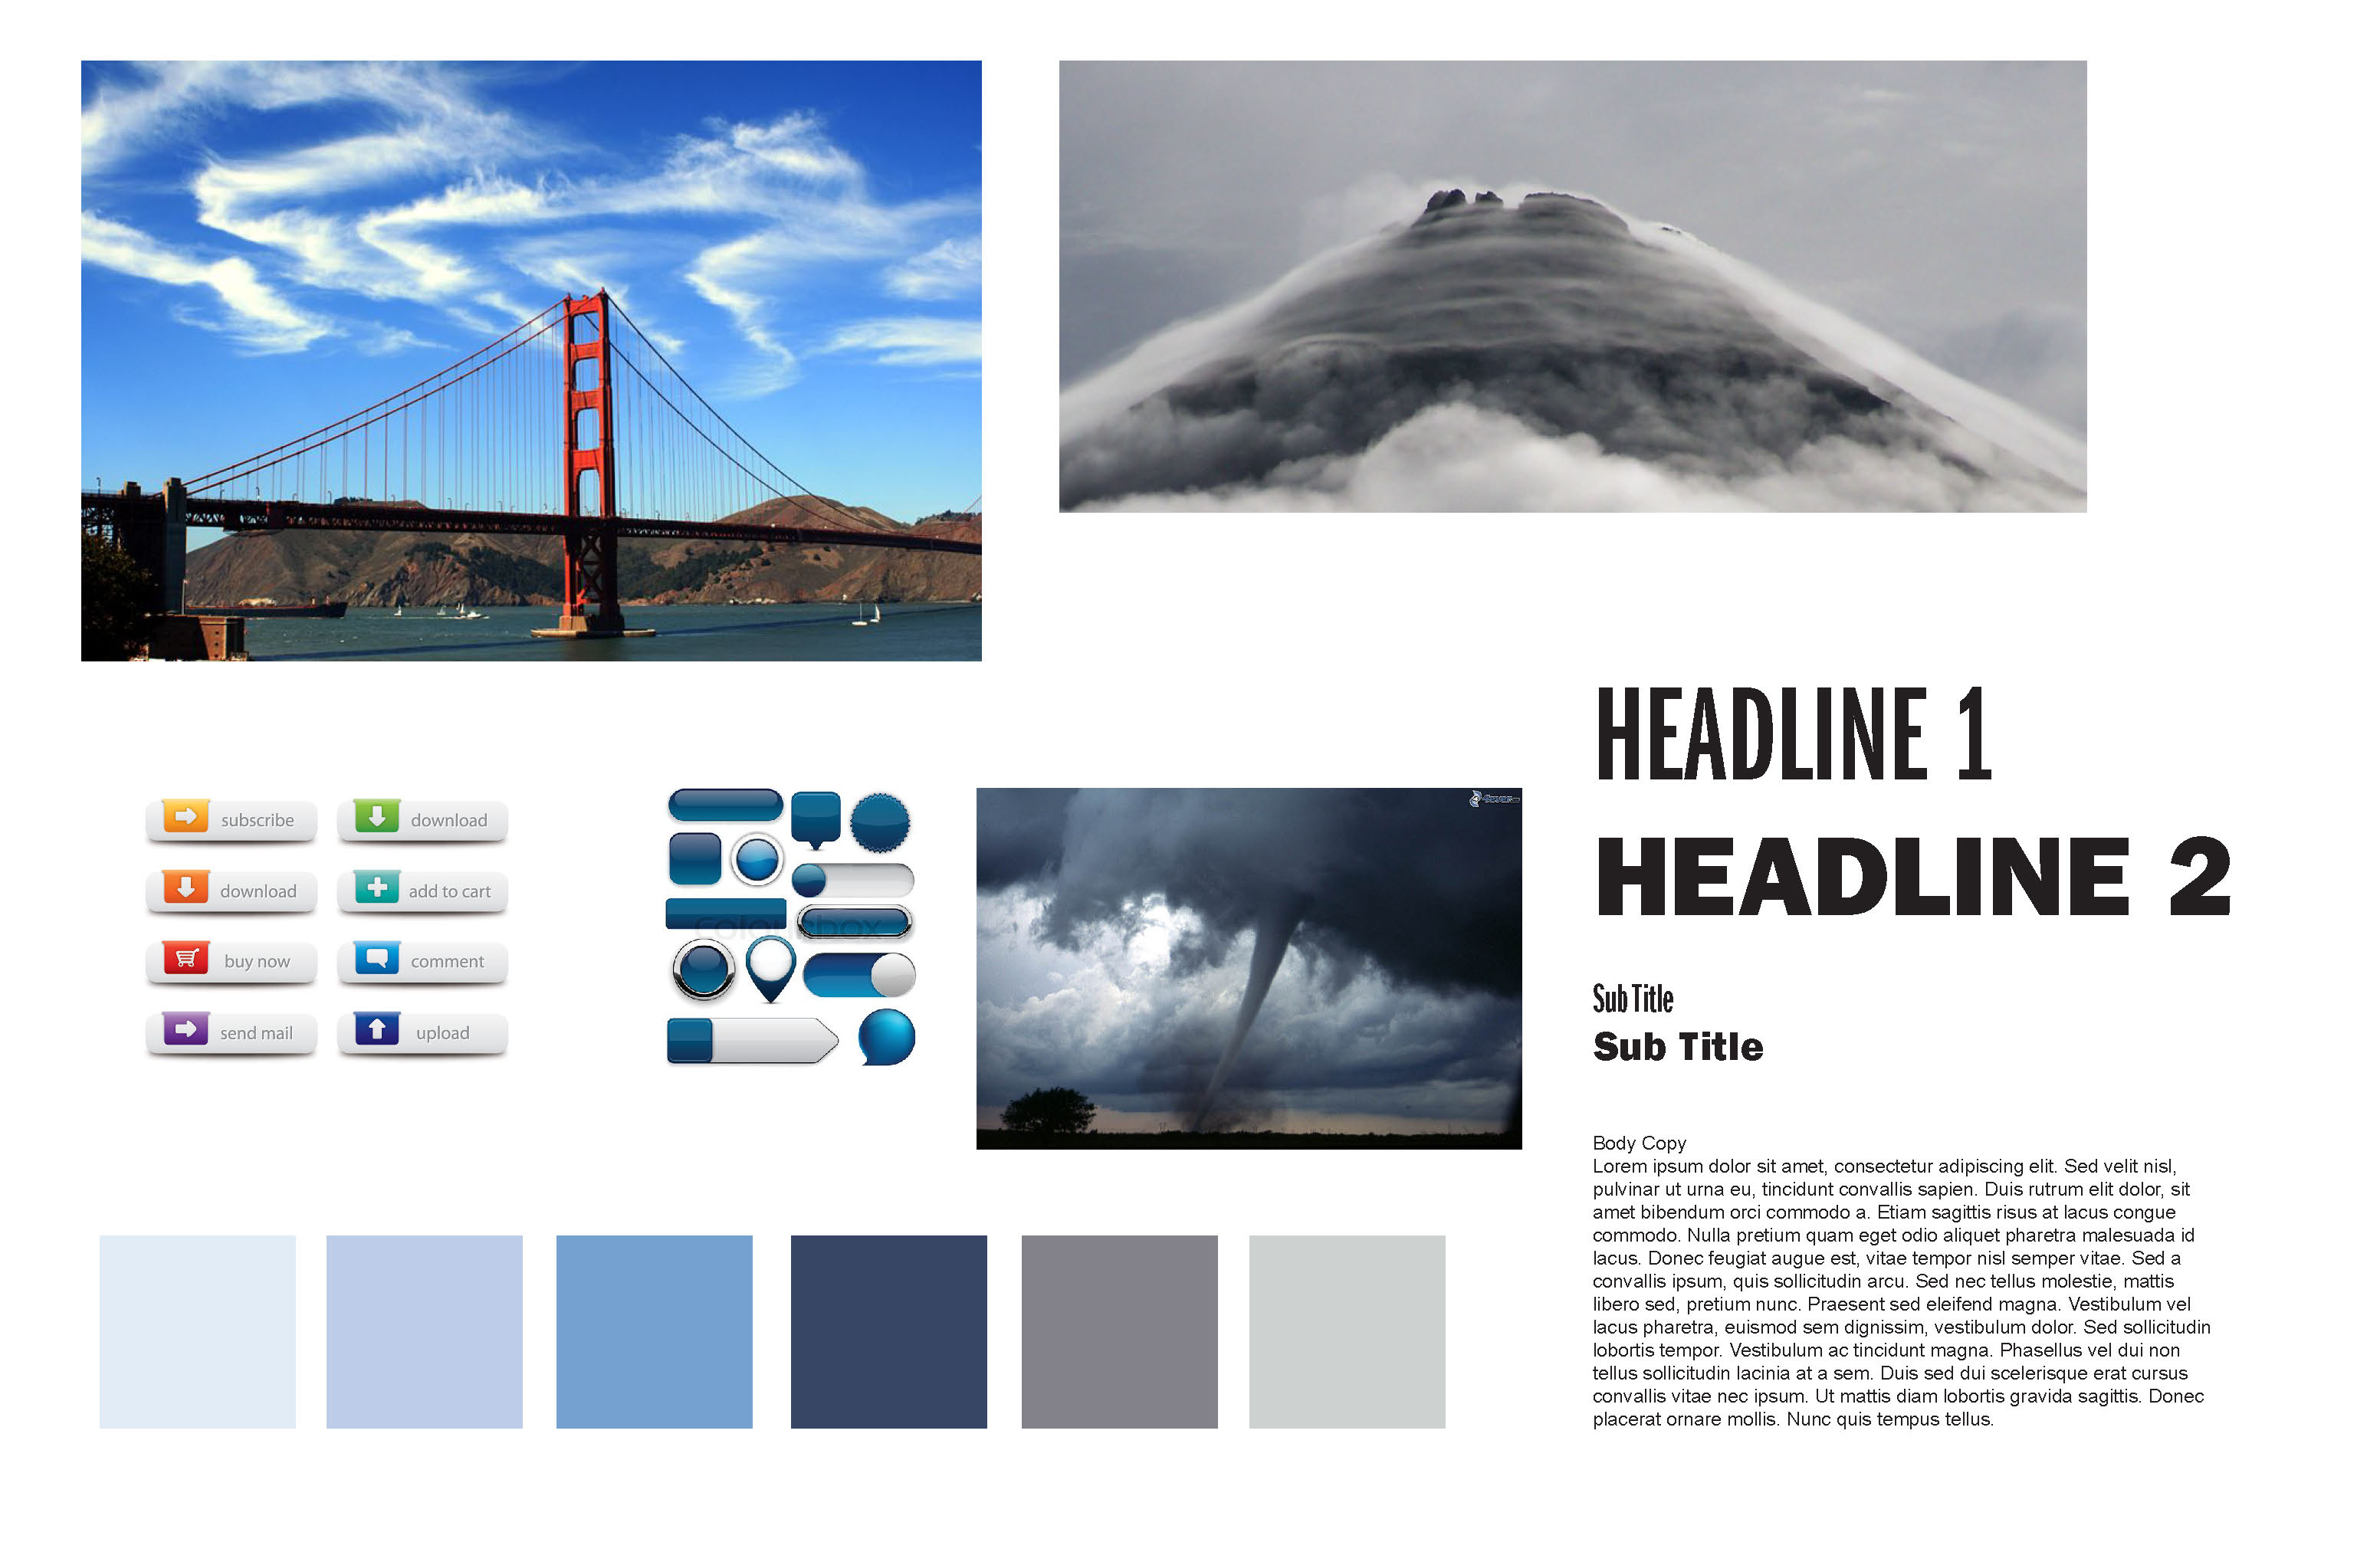 HEADLINE 1
HEADLINE 2
subscribe
download
download
add to cart
buy now
comment
send mail
upload
colourbox
Sub Title
Sub Title
Body Copy
Lorem ipsum dolor sit amet, consectetur adipiscing elit. Sed velit nisl,
pulvinar ut urna eu, tincidunt convallis sapien. Duis rutrum elit dolor, sit
amet bibendum orci commodo a. Etiam sagittis risus at lacus congue
commodo. Nulla pretium quam eget odio aliquet pharetra malesuada id
lacus. Donec feugiat augue est, vitae tempor nisl semper vitae. Sed a
convallis ipsum, quis sollicitudin arcu. Sed nec tellus molestie, mattis
libero sed, pretium nunc. Praesent sed eleifend magna. Vestibulum vel
lacus pharetra, euismod sem dignissim, vestibulum dolor. Sed sollicitudin
lobortis tempor. Vestibulum ac tincidunt magna. Phasellus vel dui non
tellus sollicitudin lacinia at a sem. Duis sed dui scelerisque erat cursus
convallis vitae nec ipsum. Ut mattis diam lobortis gravida sagittis. Donec
placerat ornare mollis. Nunc quis tempus tellus.